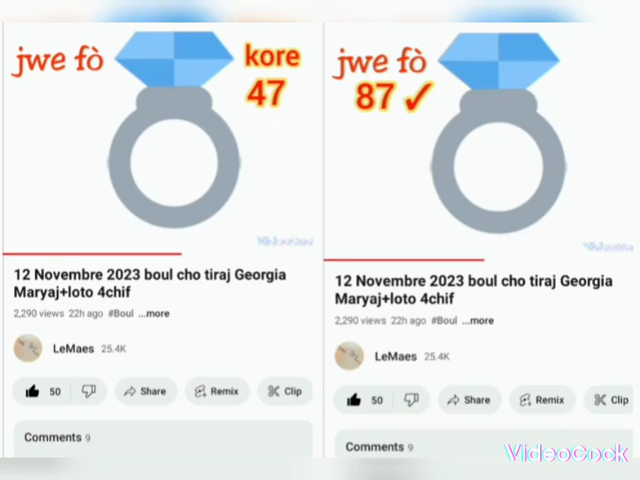 jwe fò
kore
47
12 Novembre 2023 boul cho tiraj Georgia
Maryaj+loto 4chif
2,290 views 22h ago #Boul ...more
LeMaes 25.4K
50
Share
Remix
Clip
Comments 9
jwe fò
87 ✓
12 Novembre 2023 boul cho tiraj Georgia
Maryaj+loto 4chif
2,290 views 22h ago #Boul ...more
LeMaes 25.4K
50
Share
Remix
Clip
Comments 9
VideoCook